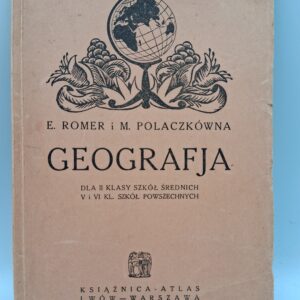 E. ROMER i M. POLACZKÓWNA
GEOGRAFJA
DLA II KLASY SZKÓŁ ŚREDNICH
V i VI KL. SZKÓŁ POWSZECHNYCH
KSIĄŻNICA-ATLAS
LWÓW — WARSZAWA